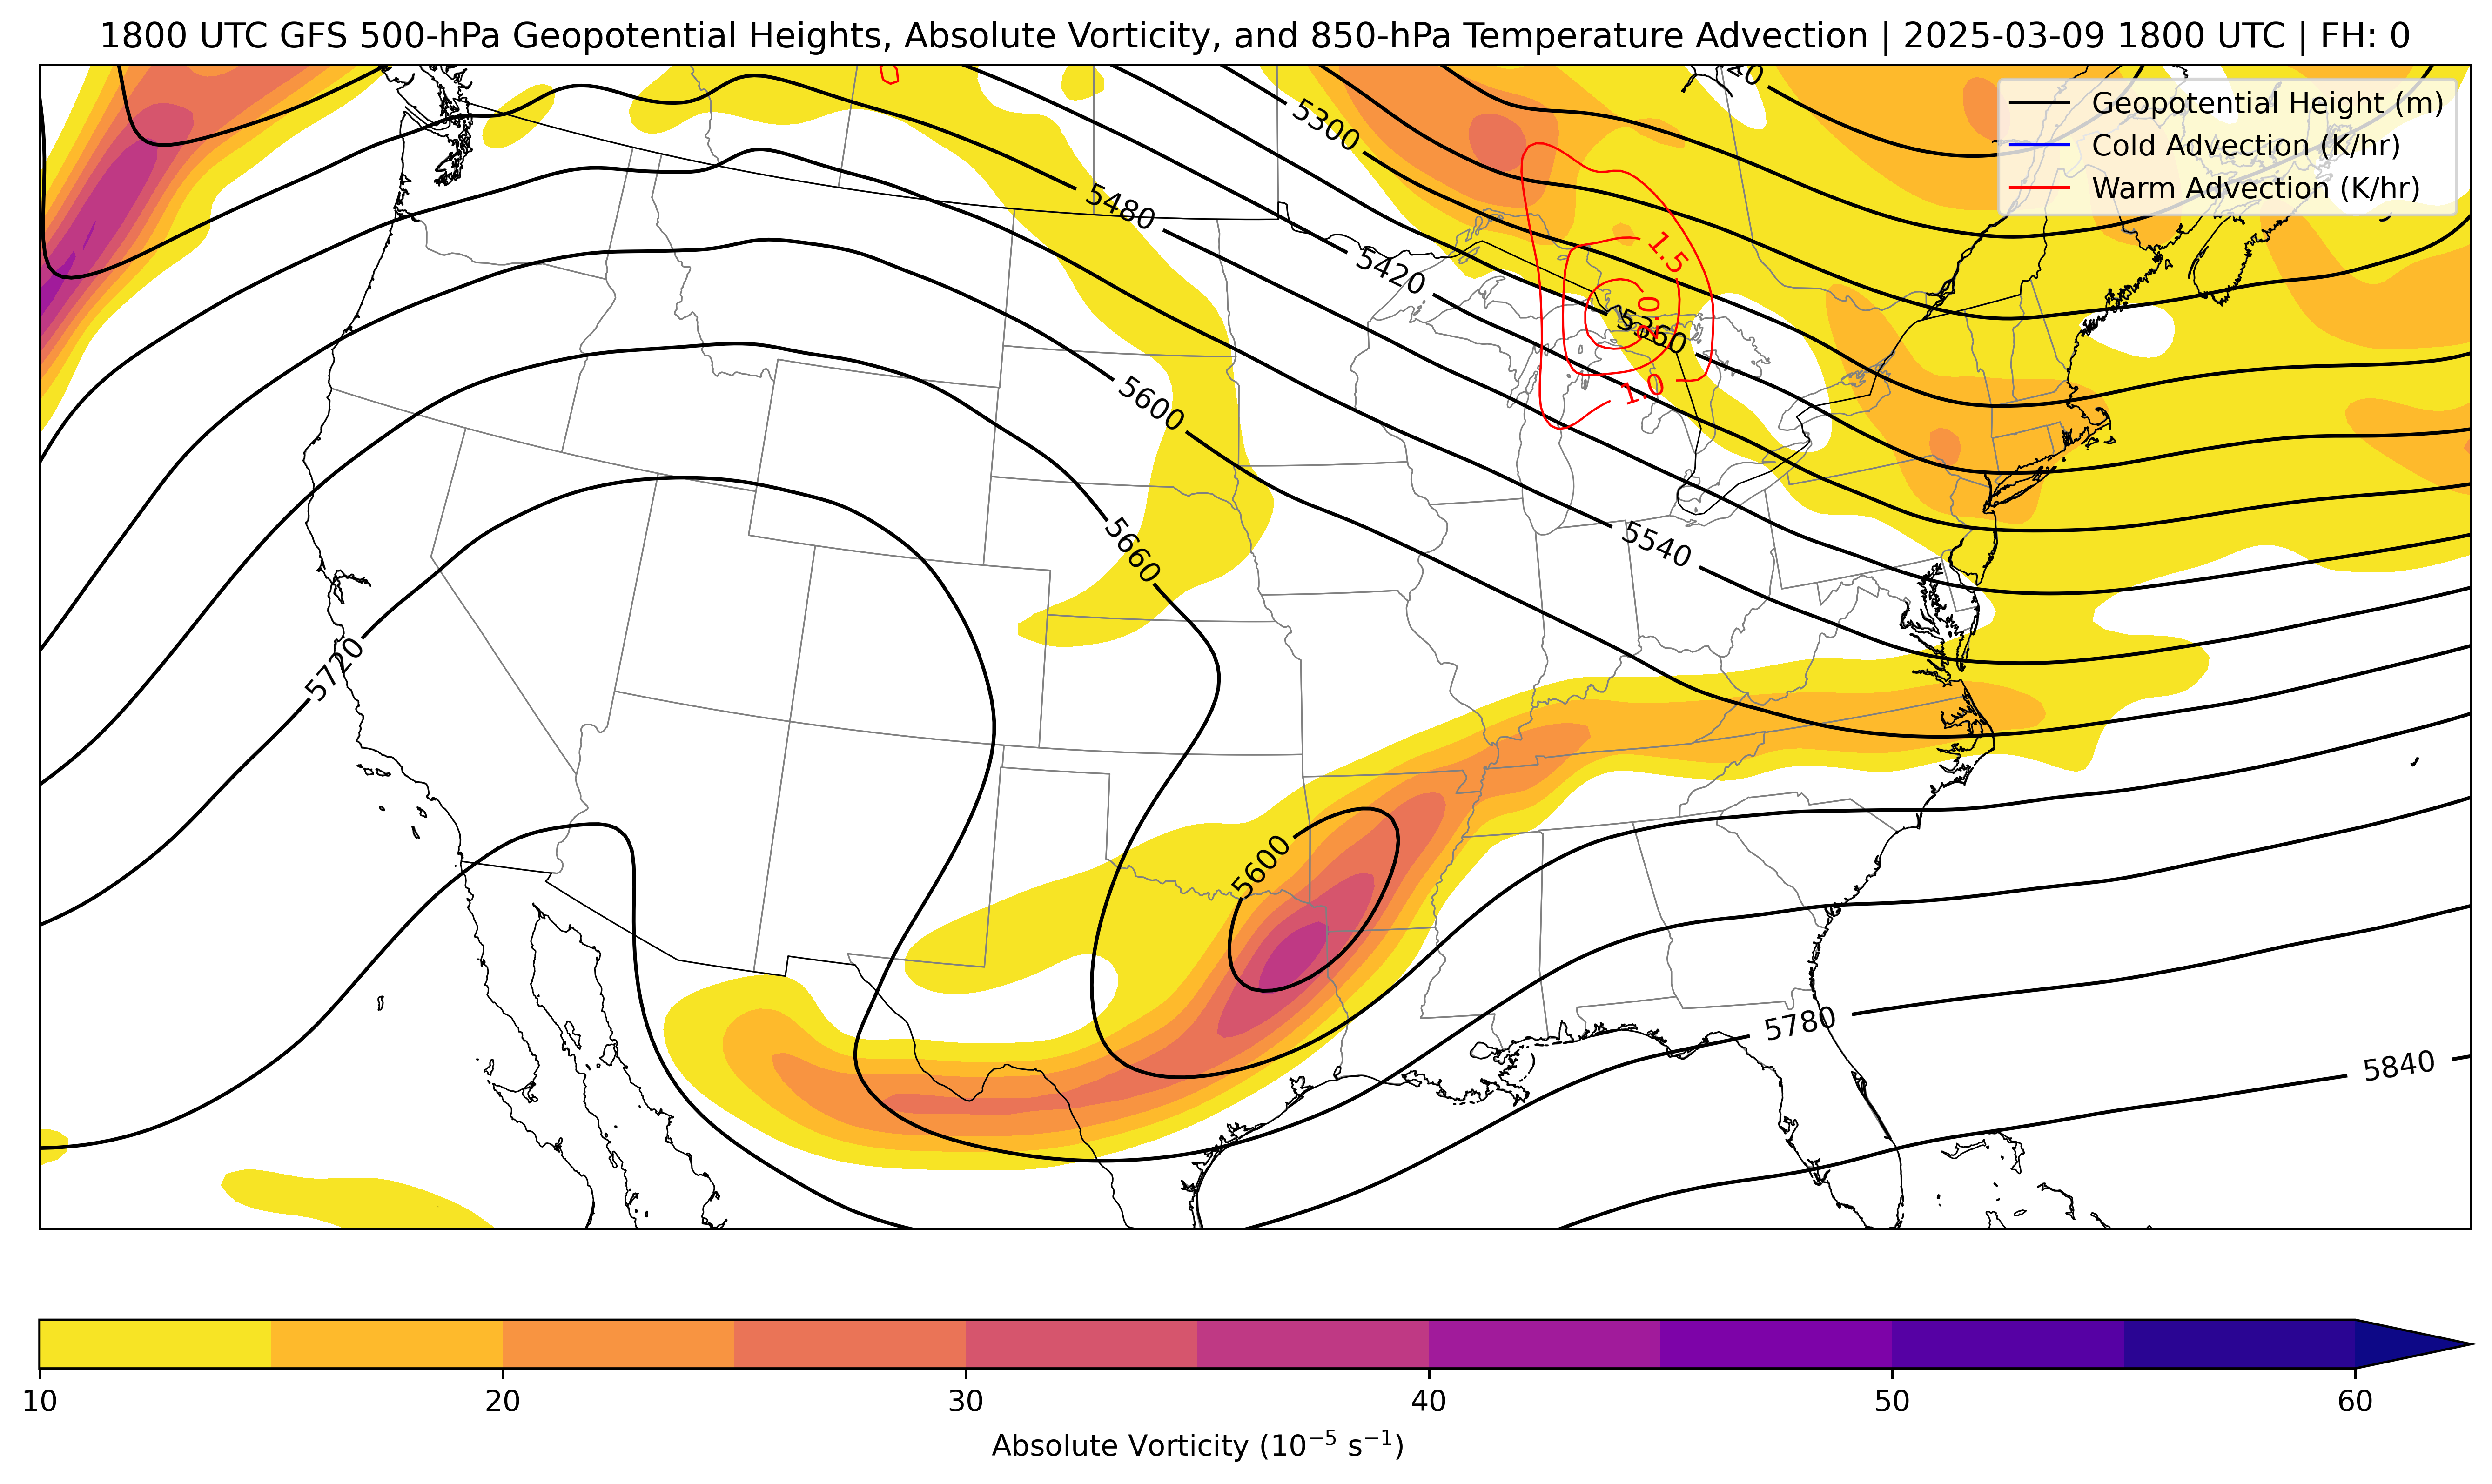 1800 UTC GFS 500-hPa Geopotential Heights, Absolute Vorticity, and 850-hPa Temperature Advection | 2025-03-09 1800 UTC | FH: 0
Geopotential Height (m)
Cold Advection (K/hr)
Warm Advection (K/hr)
5300
5480
5420
1.5
5360
1.0
5600
5660
5540
5720
5600
5780
5840
10 20 30 40 50 60
Absolute Vorticity (10⁻⁵ s⁻¹)